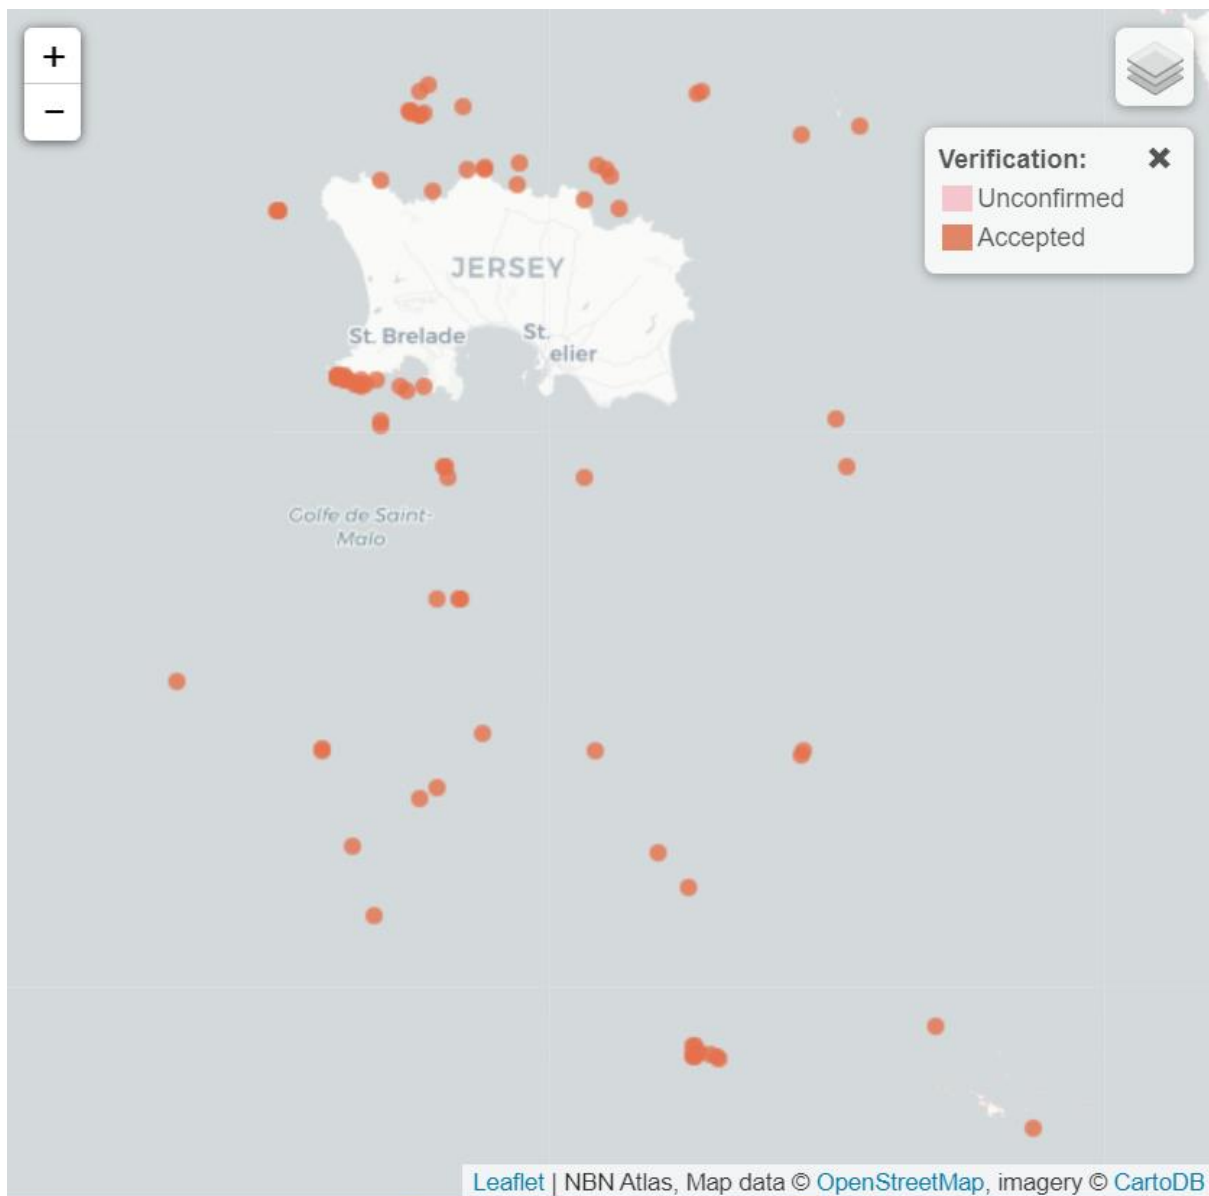 +
−
Verification: ✖
Unconfirmed
Accepted
JERSEY
St. Brelade
St.
elier
Golfe de Saint-
Malo
Leaflet | NBN Atlas, Map data © OpenStreetMap, imagery © CartoDB